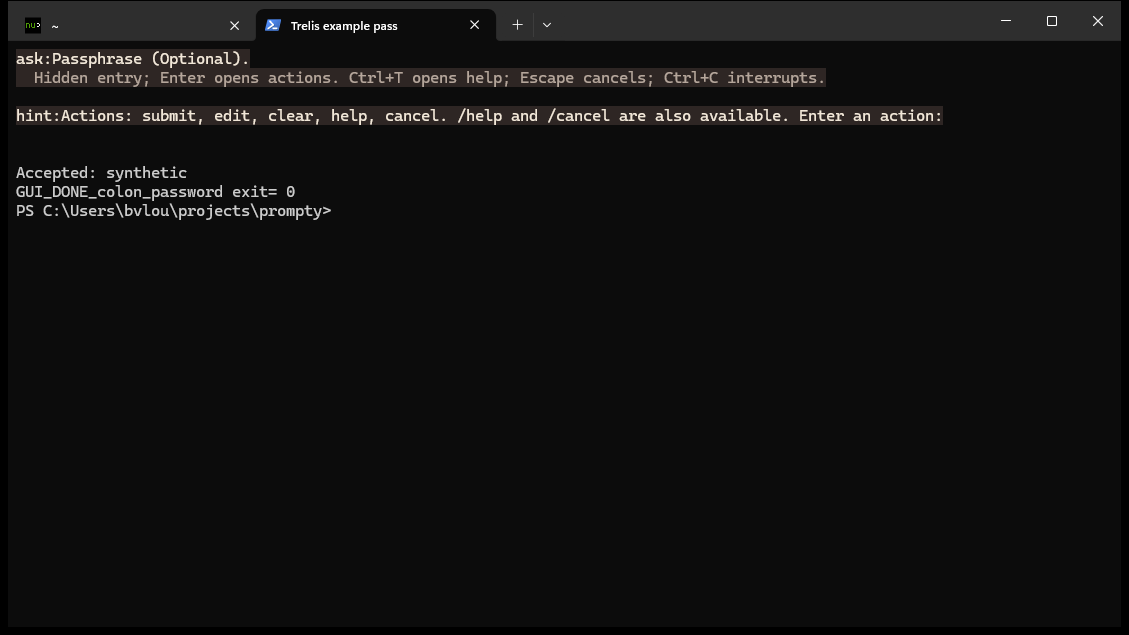 nu> ~
Trelis example pass
ask:Passphrase (Optional).
Hidden entry; Enter opens actions. Ctrl+T opens help; Escape cancels; Ctrl+C interrupts.
hint:Actions: submit, edit, clear, help, cancel. /help and /cancel are also available. Enter an action:
Accepted: synthetic
GUI_DONE_colon_password exit= 0
PS C:\Users\bvlou\projects\prompty>